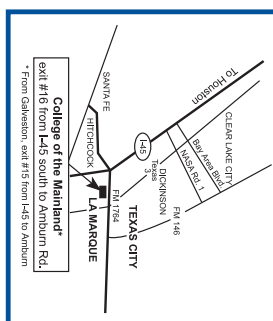 To Houston
CLEAR LAKE CITY
Bay Area Blvd.
NASA Rd. 1
I-45
FM 146
DICKINSON
Texas
3
SANTA FE
HITCHCOCK
FM 1764
TEXAS CITY
LA MARQUE
College of the Mainland*
exit #16 from I-45 south to Amburn Rd.
* From Galveston, exit #15 from I-45 to Amburn